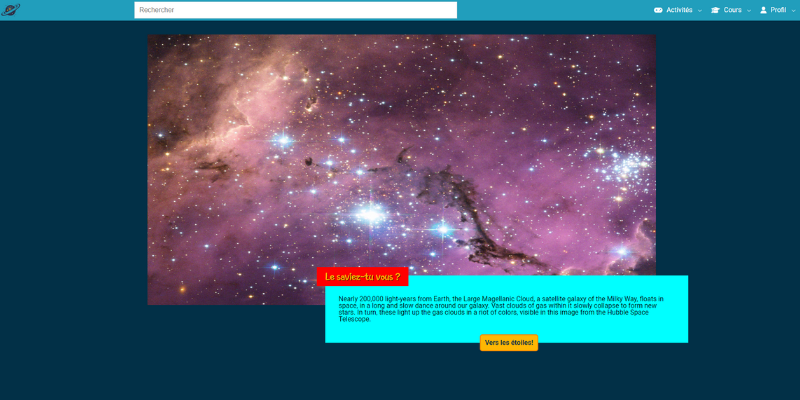 Rechercher
Activités
Cours
Profil
Le saviez-tu vous ?
Nearly 200,000 light-years from Earth, the Large Magellanic Cloud, a satellite galaxy of the Milky Way, floats in
space, in a long and slow dance around our galaxy. Vast clouds of gas within it slowly collapse to form new
stars. In turn, these light up the gas clouds in a riot of colors, visible in this image from the Hubble Space
Telescope.
Vers les étoiles!